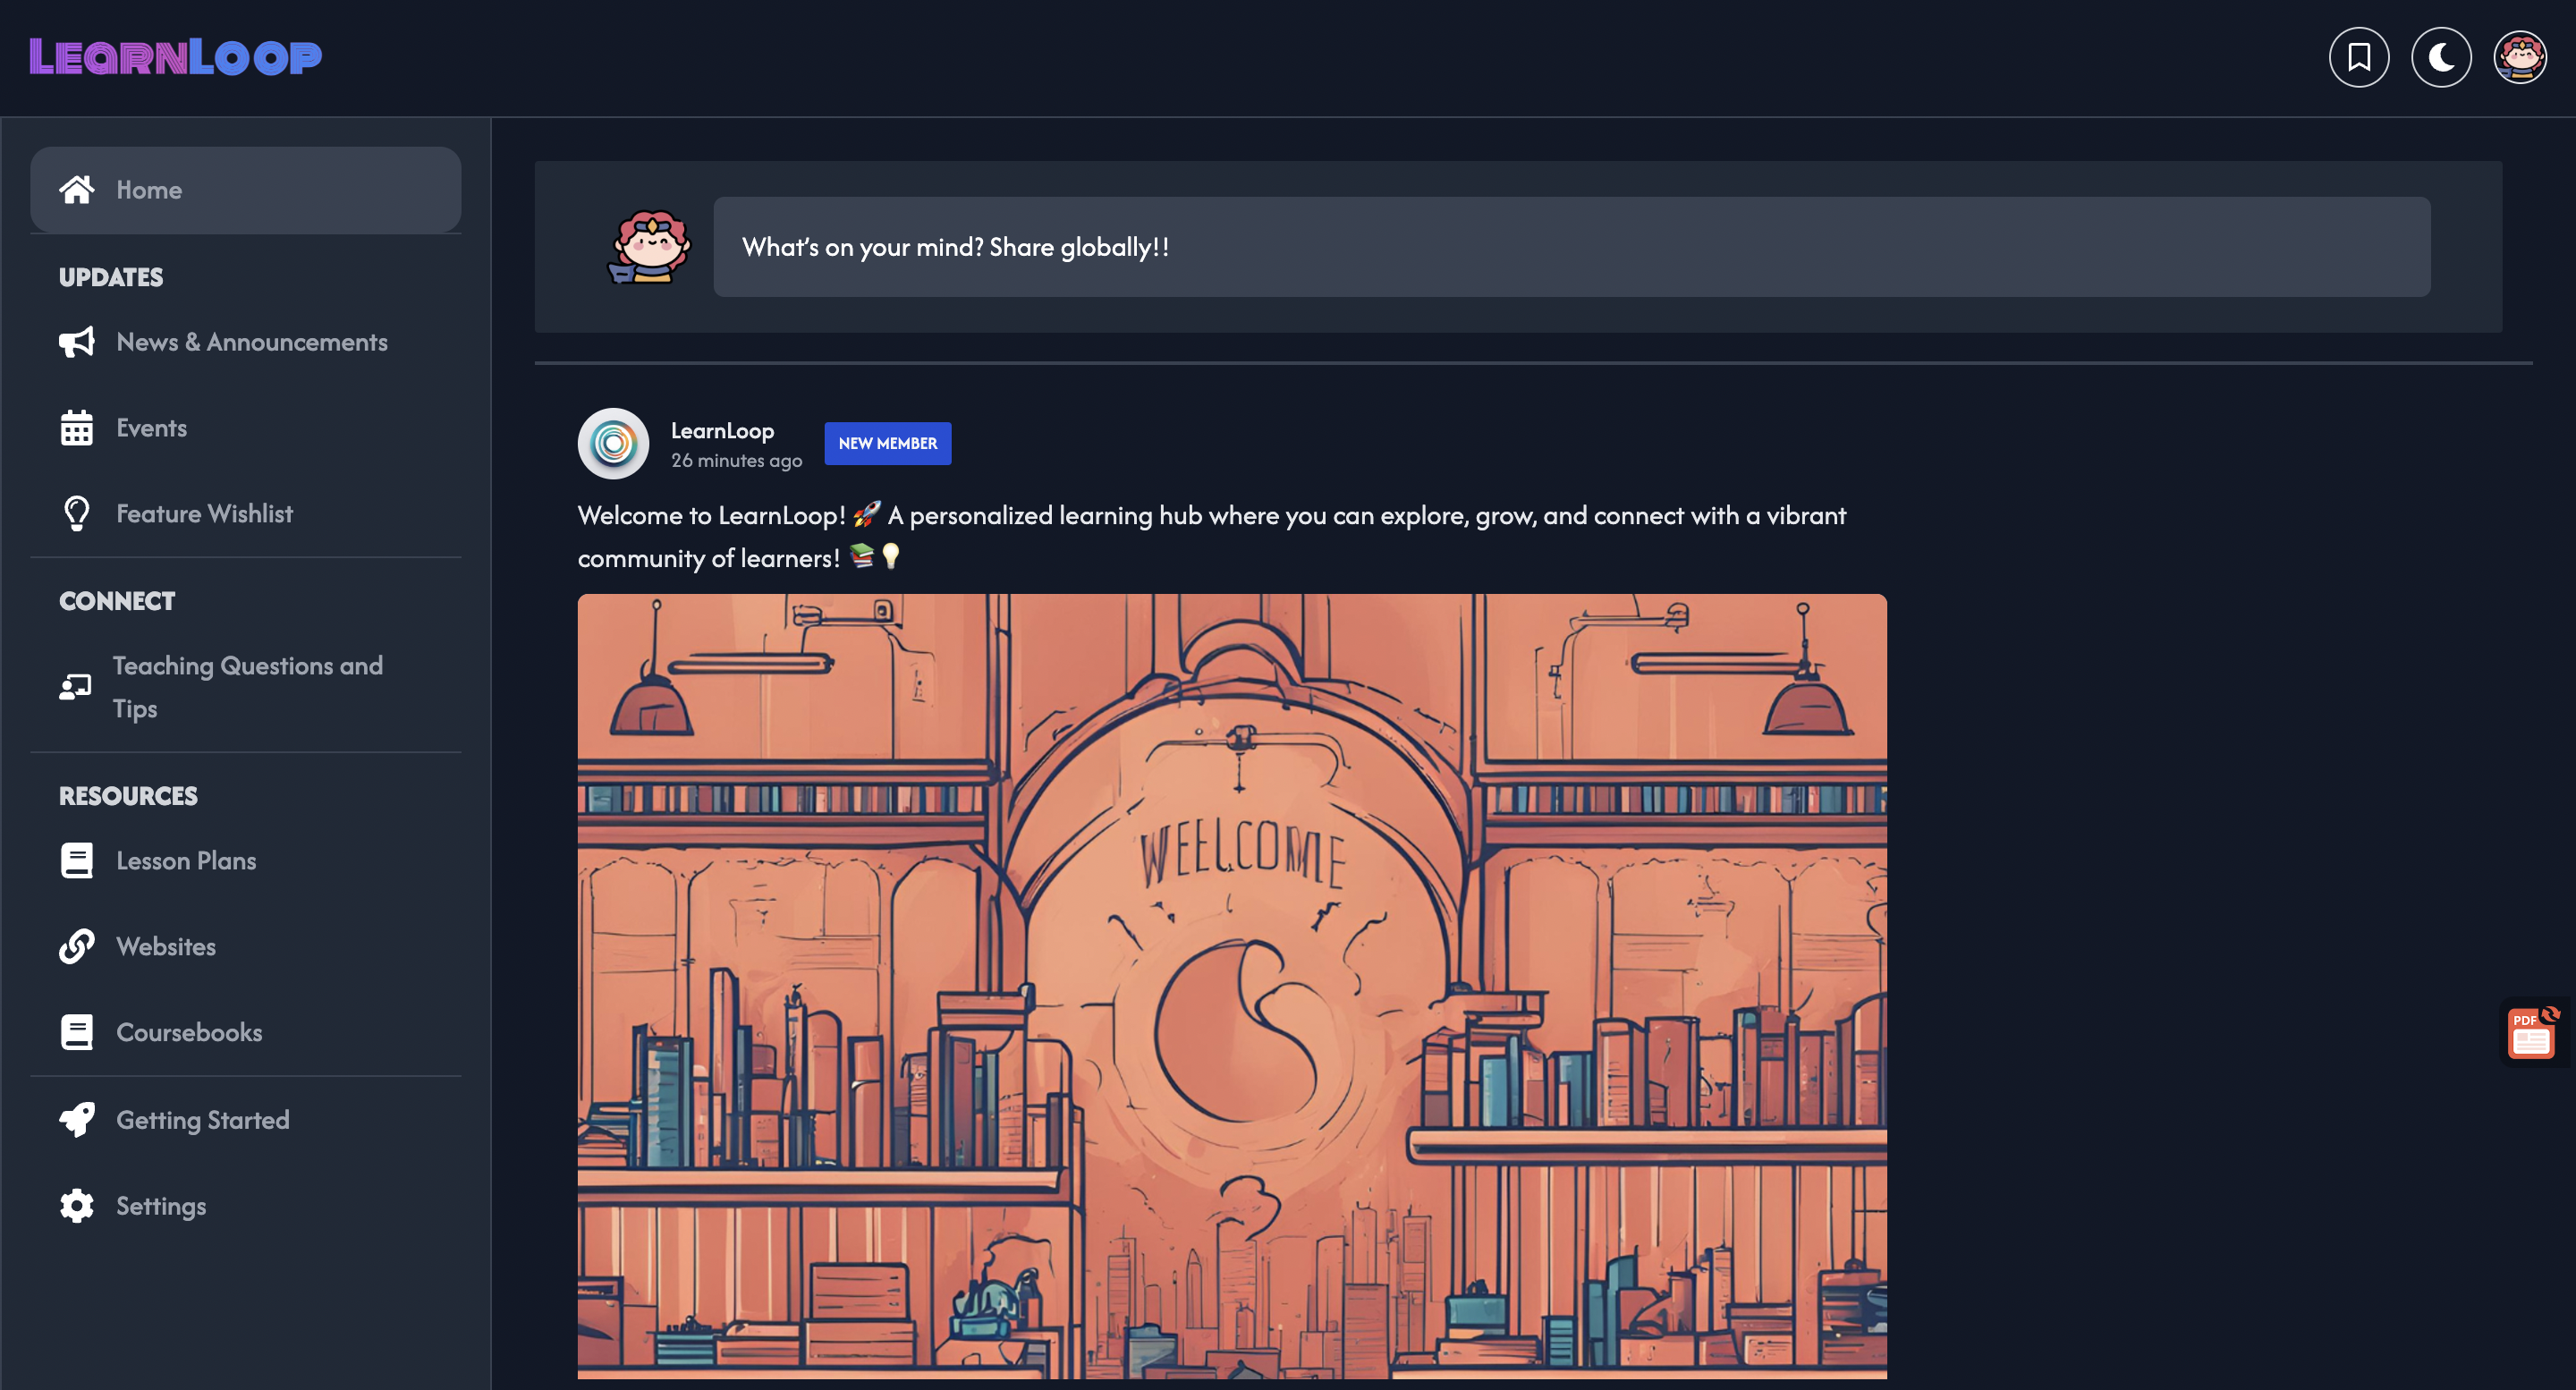 LEARNLOOP
Home
UPDATES
News & Announcements
Events
Feature Wishlist
CONNECT
Teaching Questions and
Tips
RESOURCES
Lesson Plans
Websites
Coursebooks
Getting Started
Settings
What's on your mind? Share globally!!
LearnLoop
26 minutes ago
NEW MEMBER
Welcome to LearnLoop! 🚀 A personalized learning hub where you can explore, grow, and connect with a vibrant
community of learners! 📚💡
WEELCOME
PDF